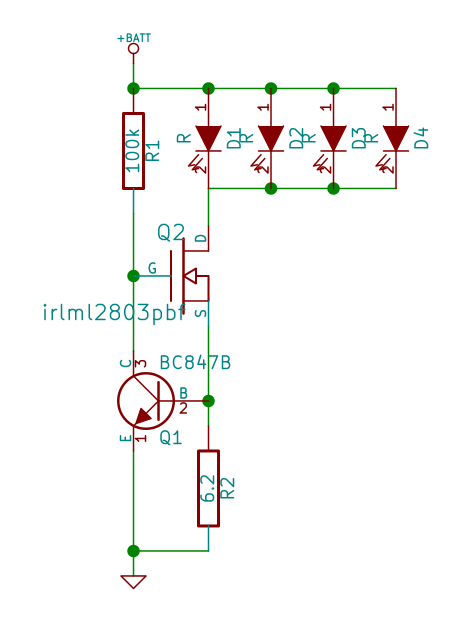 +BATT
1
1
1
1
100k
R1
R
D1
R
D2
R
D3
R
D4
2
2
2
2
Q2
D
G
irlml2803pbf
S
C
3
BC847B
B
2
E
1
Q1
6.2
R2